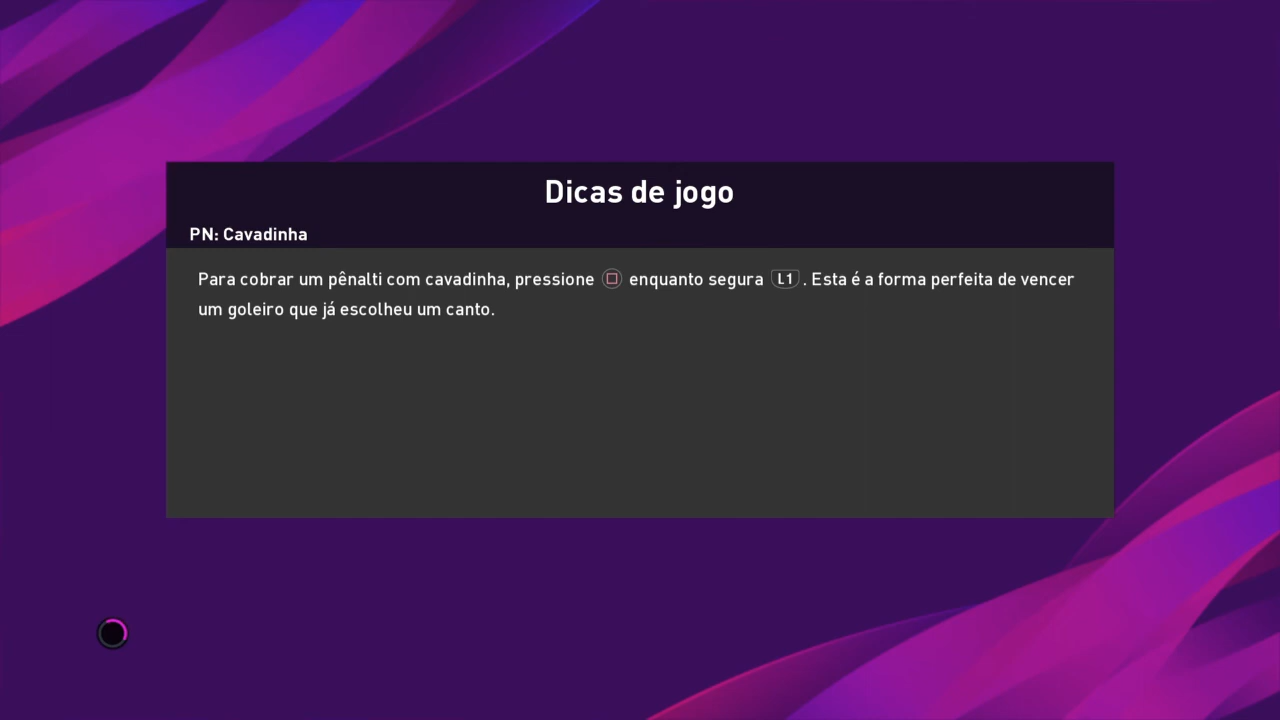 Dicas de jogo
PN: Cavadinha
Para cobrar um pênalti com cavadinha, pressione □ enquanto segura L1. Esta é a forma perfeita de vencer
um goleiro que já escolheu um canto.